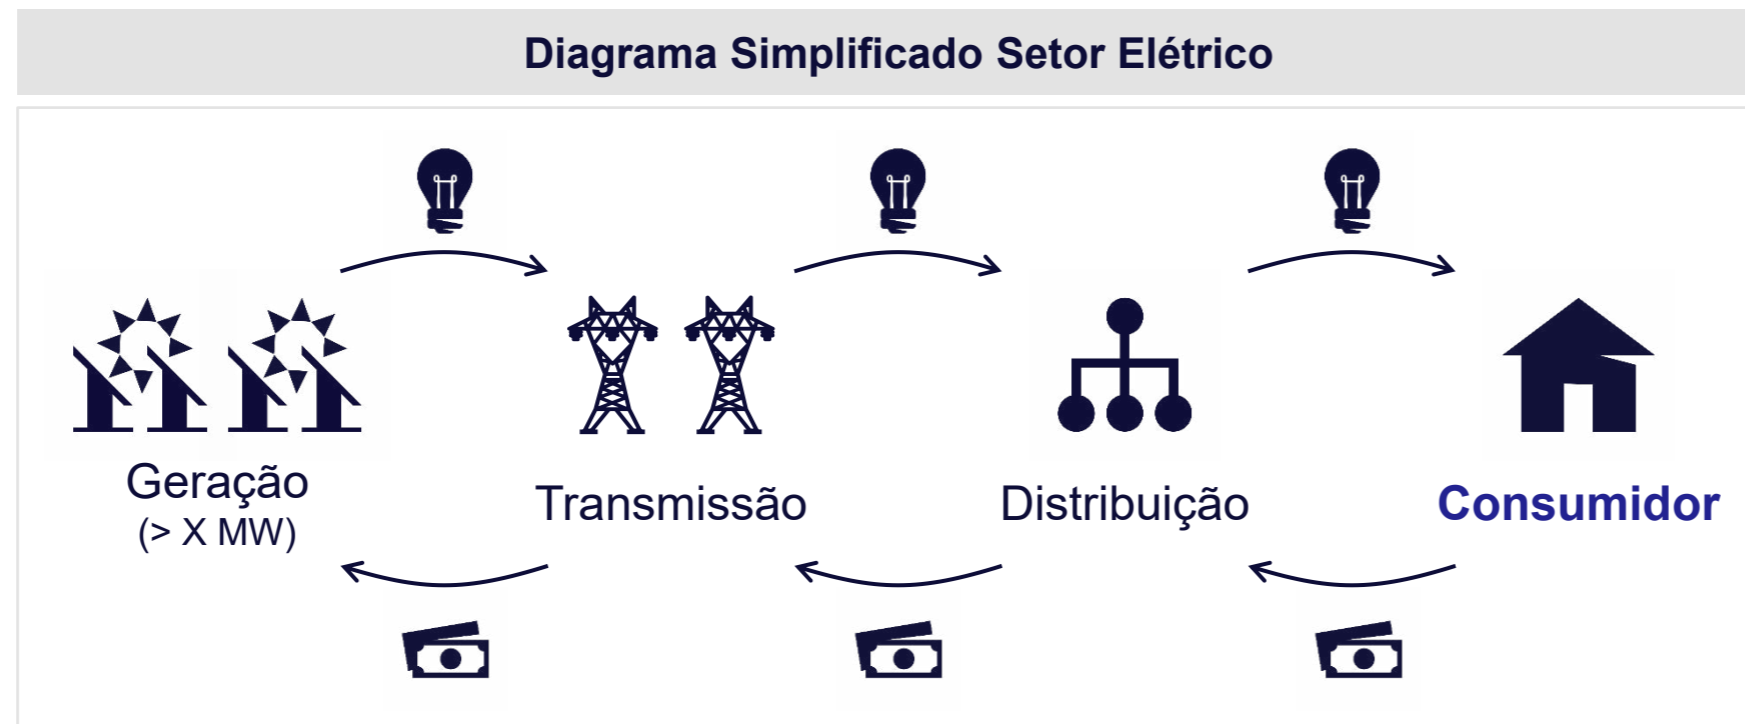 Diagrama Simplificado Setor Elétrico
Geração
(> X MW)
Transmissão
Distribuição
Consumidor